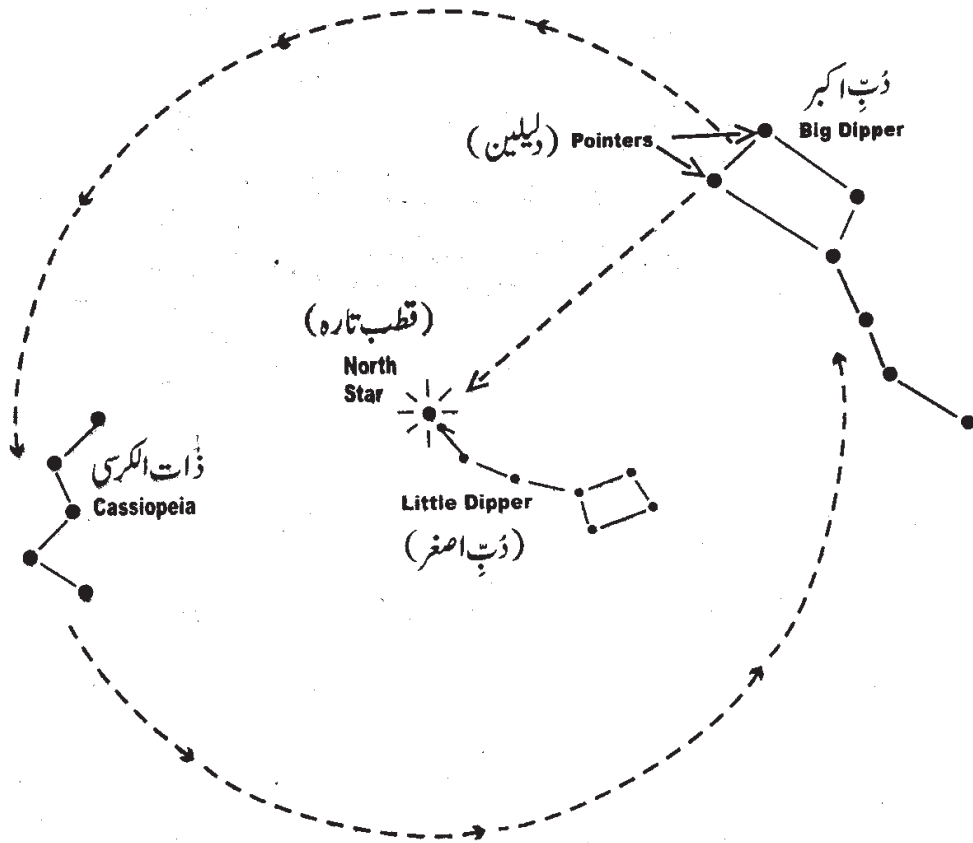 دُبِّ اکبر
Big Dipper
(دلیلین) Pointers
(قطب تارہ)
North
Star
ذات الکرسی
Cassiopeia
Little Dipper
(دُبِّ اصغر)